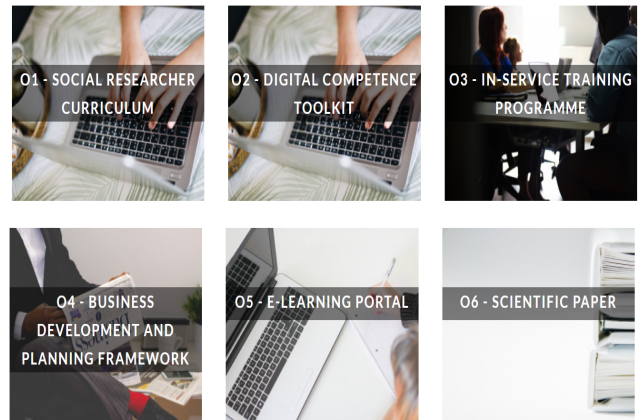 O1 - SOCIAL RESEARCHER
CURRICULUM
O2 - DIGITAL COMPETENCE
TOOLKIT
O3 - IN-SERVICE TRAINING
PROGRAMME
O4 - BUSINESS
DEVELOPMENT AND
PLANNING FRAMEWORK
O5 - E-LEARNING PORTAL
O6 - SCIENTIFIC PAPER